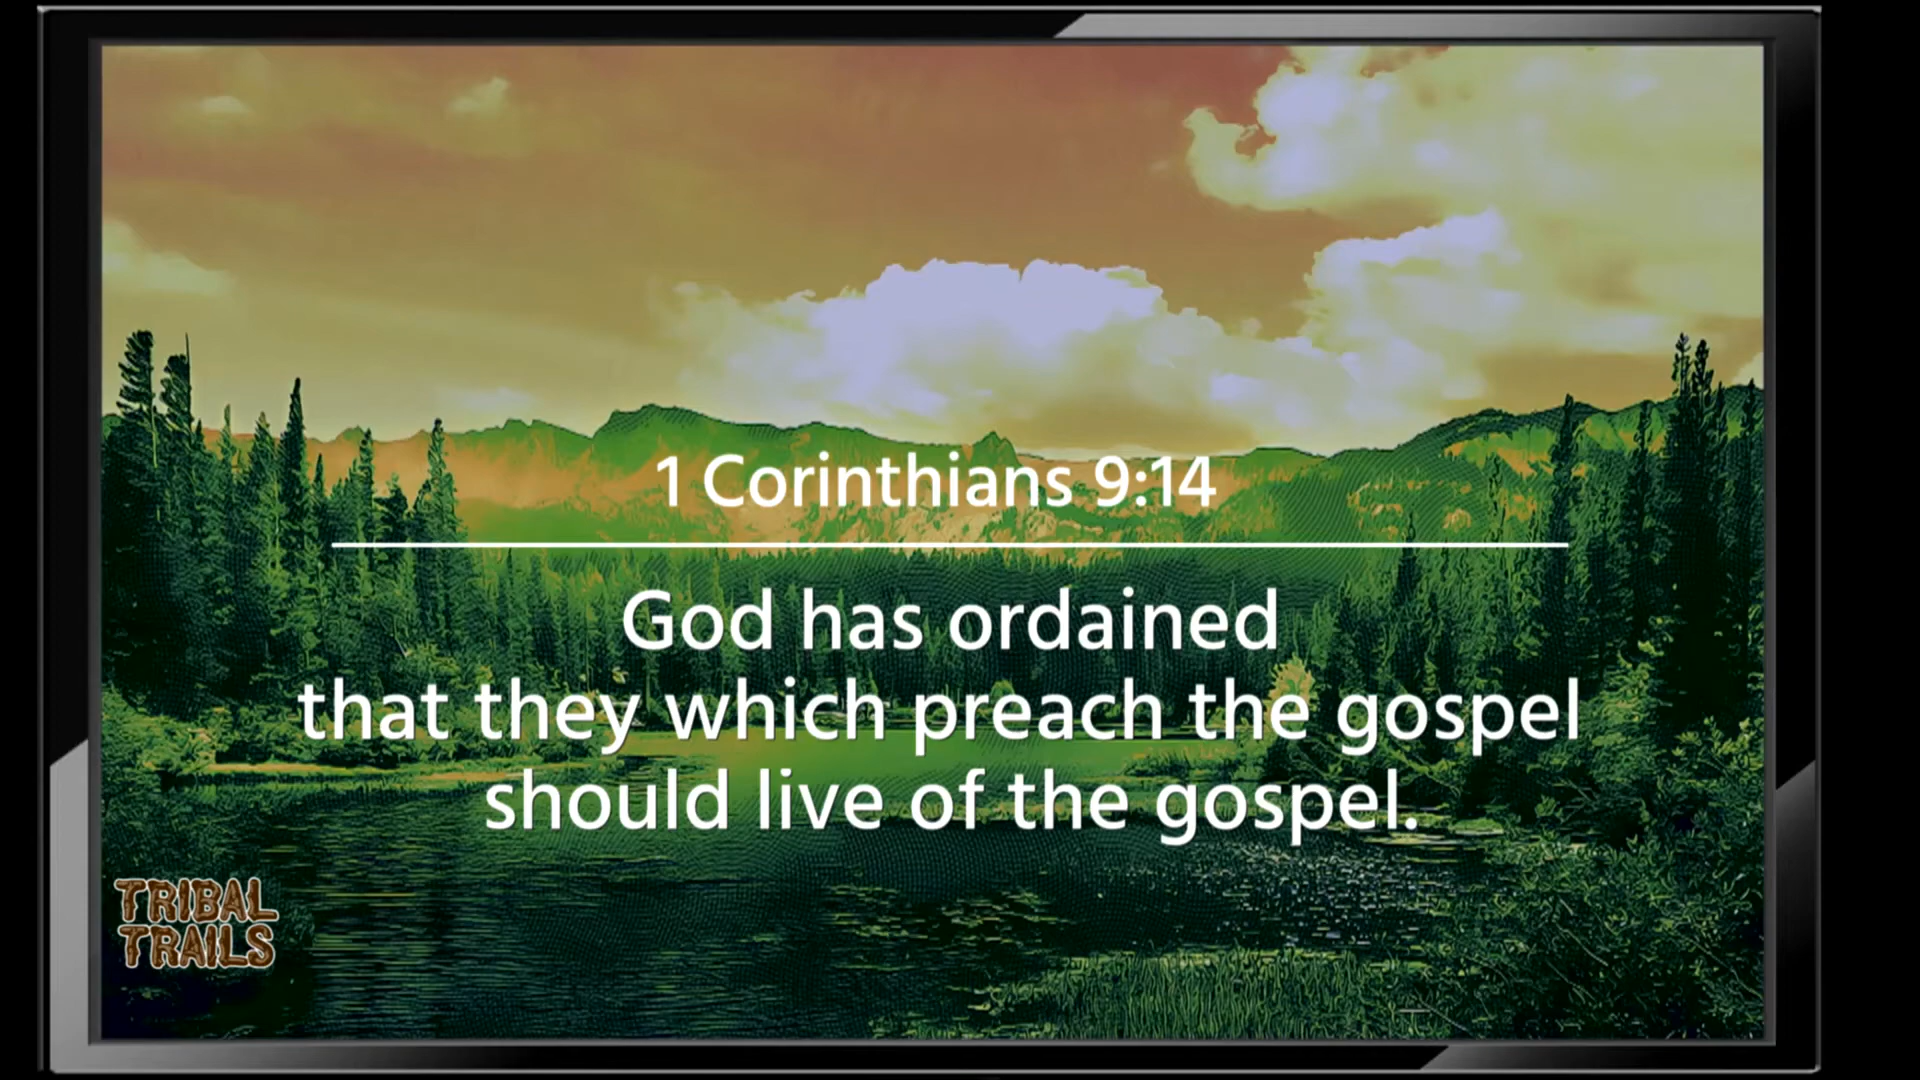 1 Corinthians 9:14
God has ordained
that they which preach the gospel
should live of the gospel.
TRIBAL
TRAILS